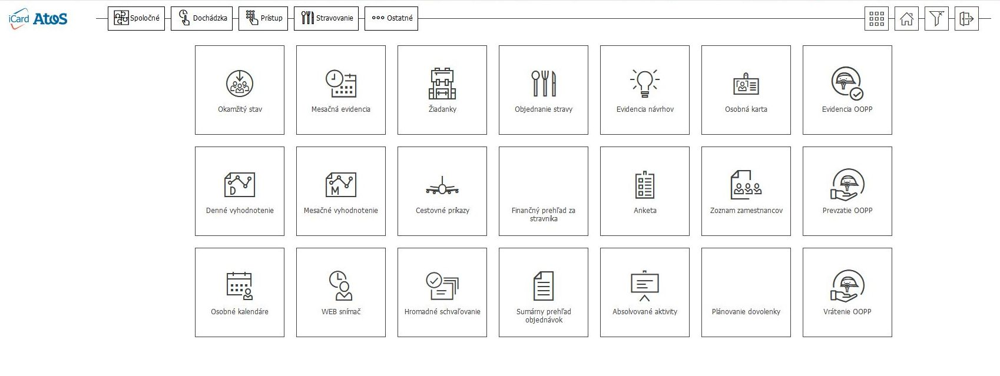 iCard Atos
Spoločné
Dochádzka
Prístup
Stravovanie
Ostatné
Okamžitý stav
Mesačná evidencia
Žiadanky
Objednanie stravy
Evidencia návrhov
Osobná karta
Evidencia OOPP
D
Denné vyhodnotenie
M
Mesačné vyhodnotenie
Cestovné príkazy
Finančný prehľad za
stravníka
Anketa
Zoznam zamestnancov
Prevzatie OOPP
Osobné kalendáre
WEB snímač
Hromadné schvaľovanie
Sumárny prehľad
objednávok
Absolvované aktivity
Plánovanie dovolenky
Vrátenie OOPP